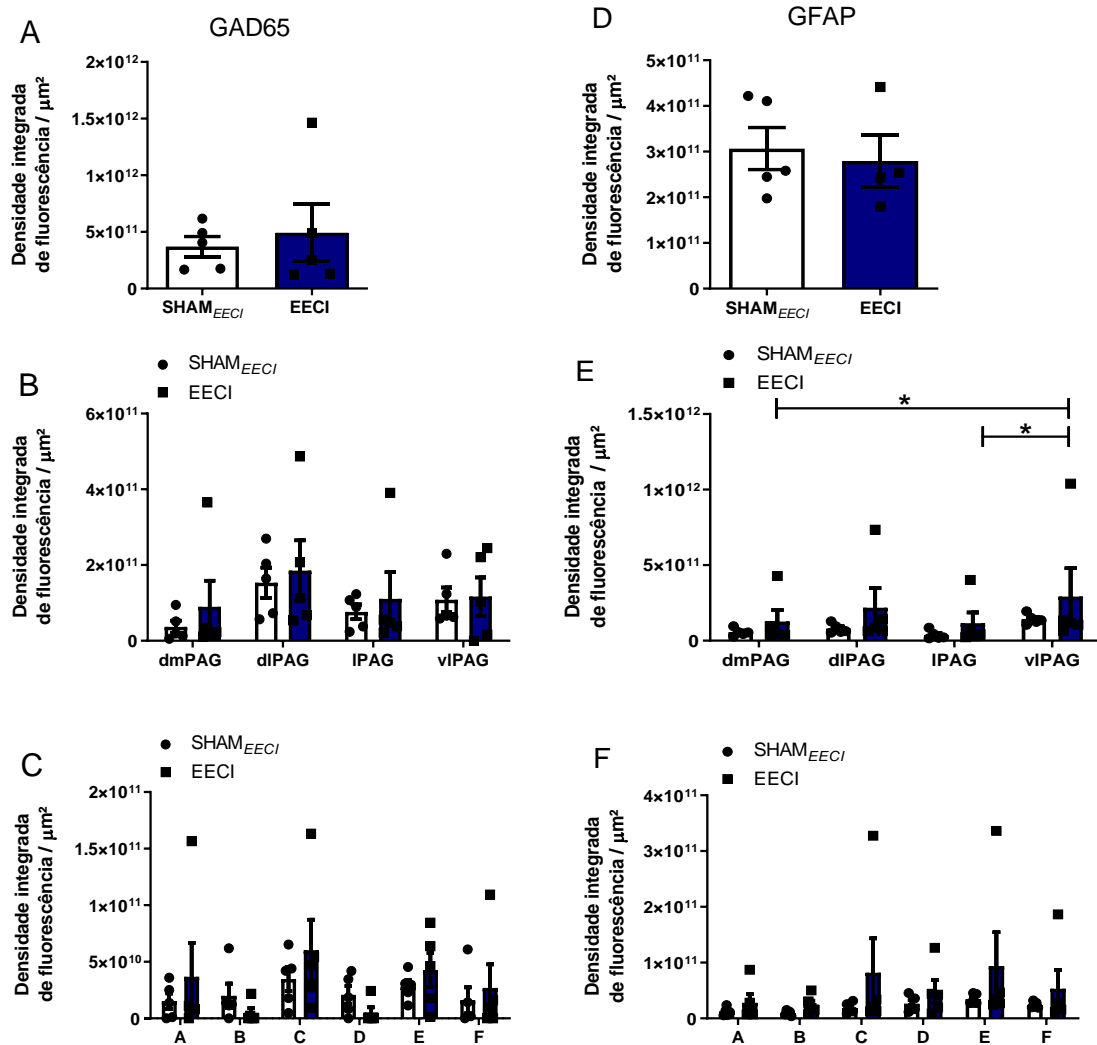 A
GAD65
Densidade integrada
de fluorescência / μm²
2×10¹²
1.5×10¹²
1×10¹²
5×10¹¹
0
SHAM_EECI
EECI
D
GFAP
Densidade integrada
de fluorescência / μm²
5×10¹¹
4×10¹¹
3×10¹¹
2×10¹¹
1×10¹¹
0
SHAM_EECI
EECI
B
SHAM_EECI
EECI
Densidade integrada
de fluorescência / μm²
6×10¹¹
4×10¹¹
2×10¹¹
0
dmPAG
dlPAG
lPAG
vlPAG
E
SHAM_EECI
EECI
*
*
Densidade integrada
de fluorescência / μm²
1.5×10¹²
1×10¹²
5×10¹¹
0
dmPAG
dlPAG
lPAG
vlPAG
C
SHAM_EECI
EECI
Densidade integrada
de fluorescência / μm²
2×10¹¹
1.5×10¹¹
1×10¹¹
5×10¹⁰
0
A
B
C
D
E
F
F
SHAM_EECI
EECI
Densidade integrada
de fluorescência / μm²
4×10¹¹
3×10¹¹
2×10¹¹
1×10¹¹
0
A
B
C
D
E
F